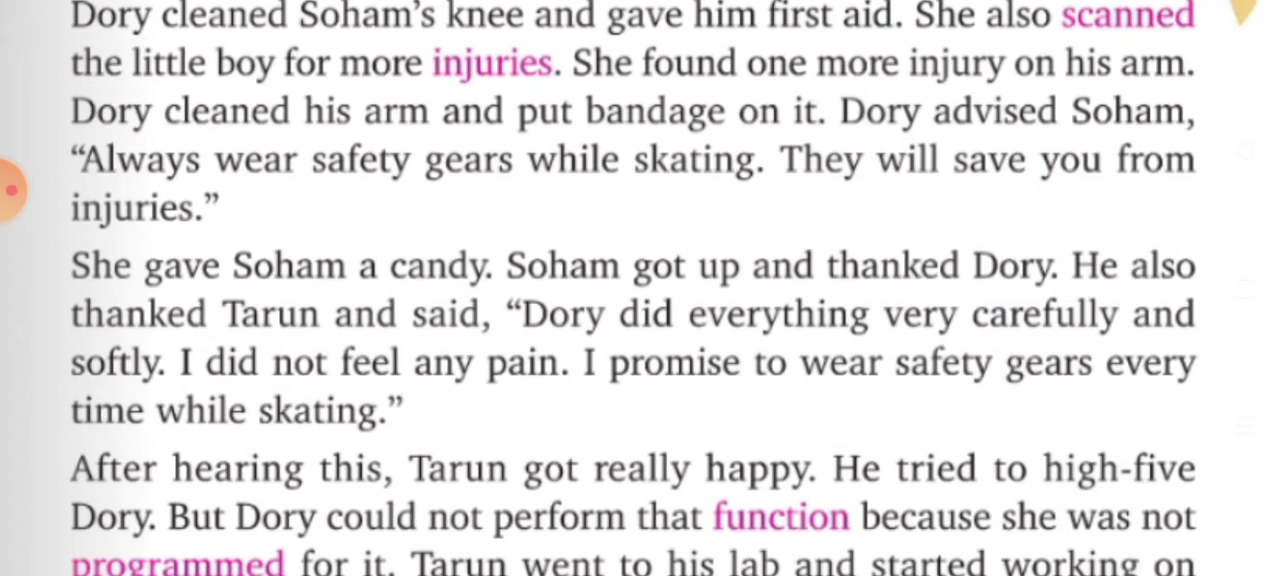 Dory cleaned Soham’s knee and gave him first aid. She also scanned
the little boy for more injuries. She found one more injury on his arm.
Dory cleaned his arm and put bandage on it. Dory advised Soham,
“Always wear safety gears while skating. They will save you from
injuries.”
She gave Soham a candy. Soham got up and thanked Dory. He also
thanked Tarun and said, “Dory did everything very carefully and
softly. I did not feel any pain. I promise to wear safety gears every
time while skating.”
After hearing this, Tarun got really happy. He tried to high-five
Dory. But Dory could not perform that function because she was not
programmed for it. Tarun went to his lab and started working on